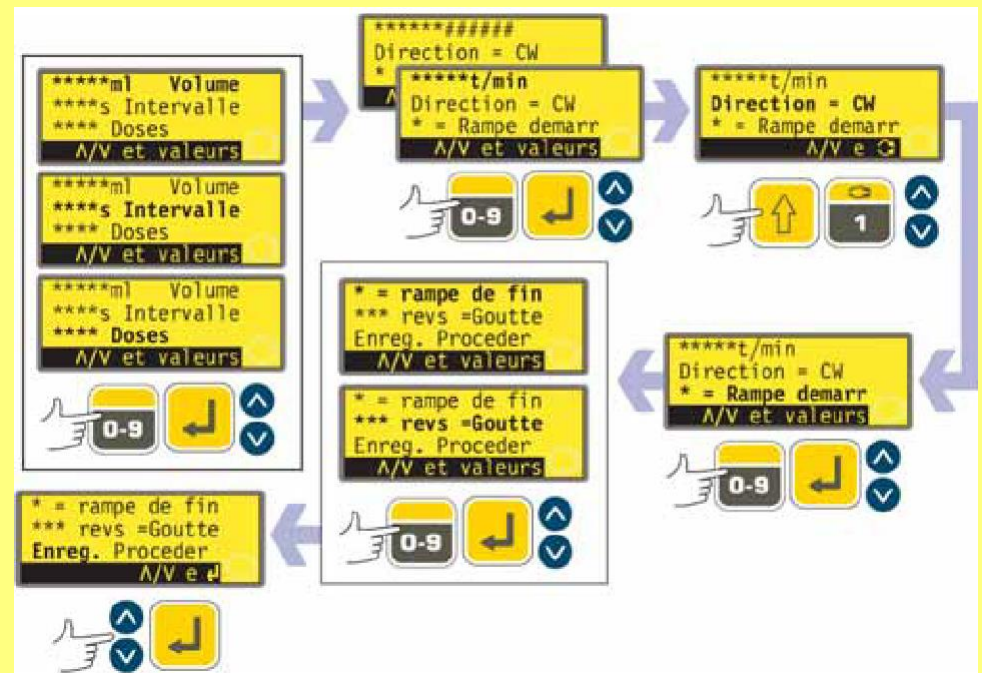 *****ml Volume
****s Intervalle
**** Doses
Λ/V et valeurs
*****ml Volume
****s Intervalle
**** Doses
Λ/V et valeurs
*****ml Volume
****s Intervalle
**** Doses
Λ/V et valeurs
0-9
******######
Direction = CW
*
Λ
*****t/min
Direction = CW
* = Rampe demarr
Λ/V et valeurs
0-9
*****t/min
Direction = CW
* = Rampe demarr
Λ/V e
1
*****t/min
Direction = CW
* = Rampe demarr
Λ/V et valeurs
0-9
* = rampe de fin
*** revs =Goutte
Enreg. Proceder
* = rampe de fin
*** revs =Goutte
Enreg. Proceder
Λ/V et valeurs
0-9
* = rampe de fin
*** revs =Goutte
Enreg. Proceder
Λ/V e ↲